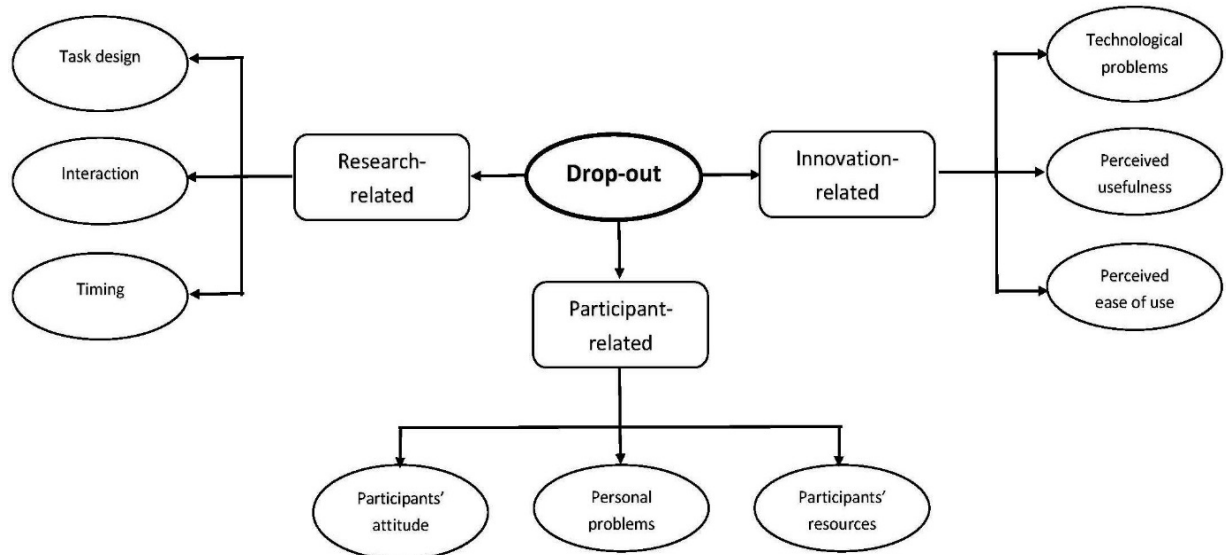 Task design
Interaction
Timing
Research-
related
Drop-out
Innovation-
related
Technological
problems
Perceived
usefulness
Perceived
ease of use
Participant-
related
Participants'
attitude
Personal
problems
Participants'
resources